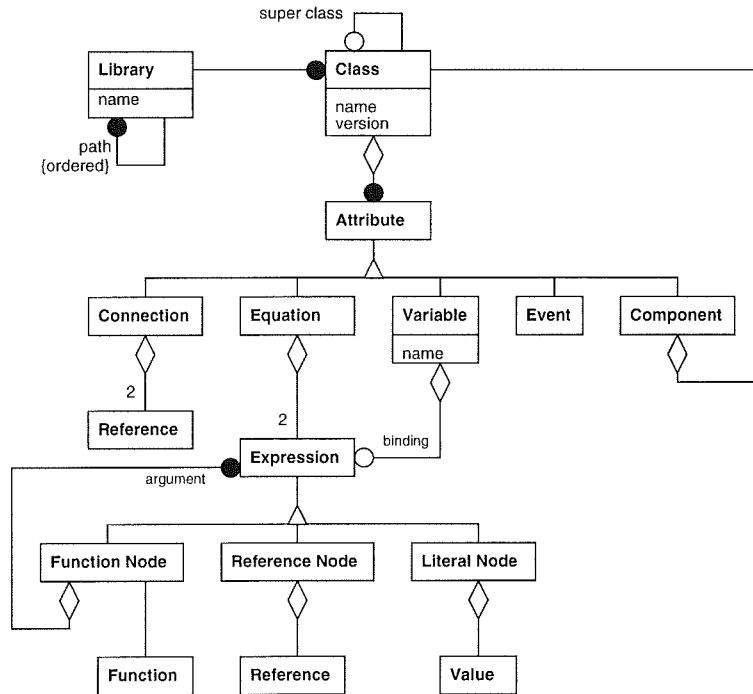 super class
Library
Class
name
name
version
path
{ordered}
Attribute
Connection
Equation
Variable
Event
Component
name
2
2
Reference
binding
Expression
argument
Function Node
Reference Node
Literal Node
Function
Reference
Value